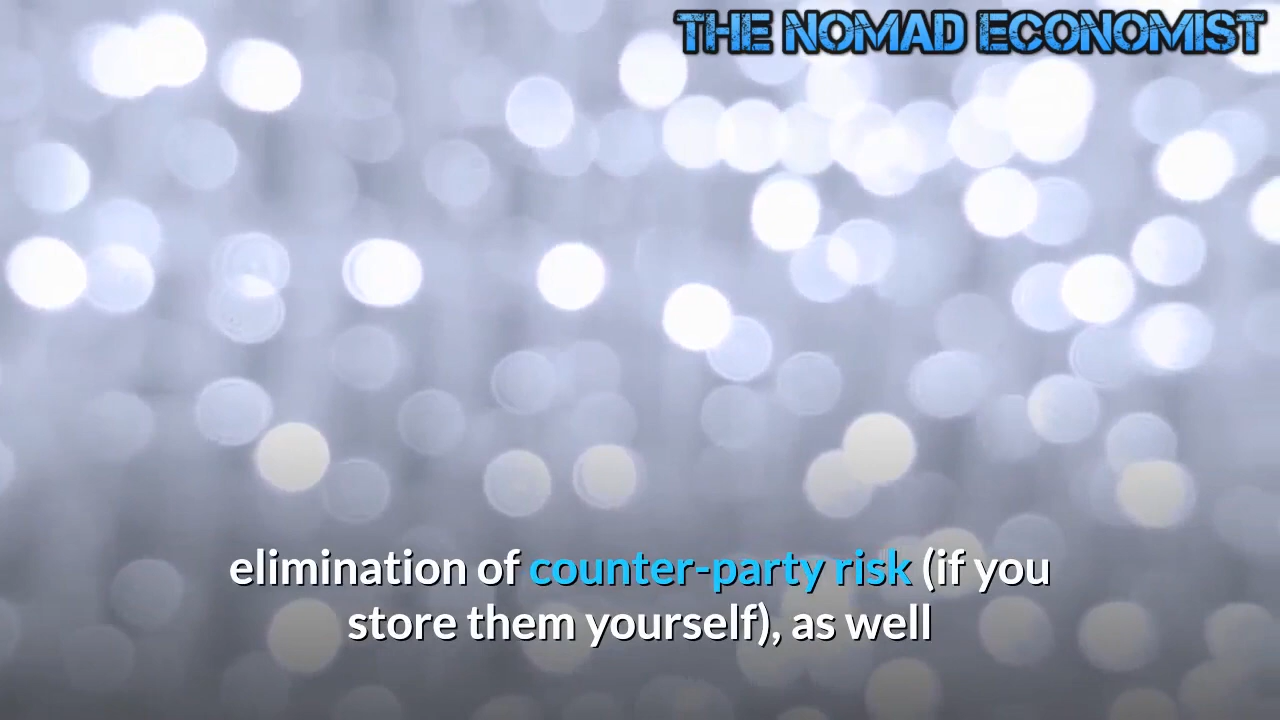 THE NOMAD ECONOMIST
elimination of counter-party risk (if you
store them yourself), as well